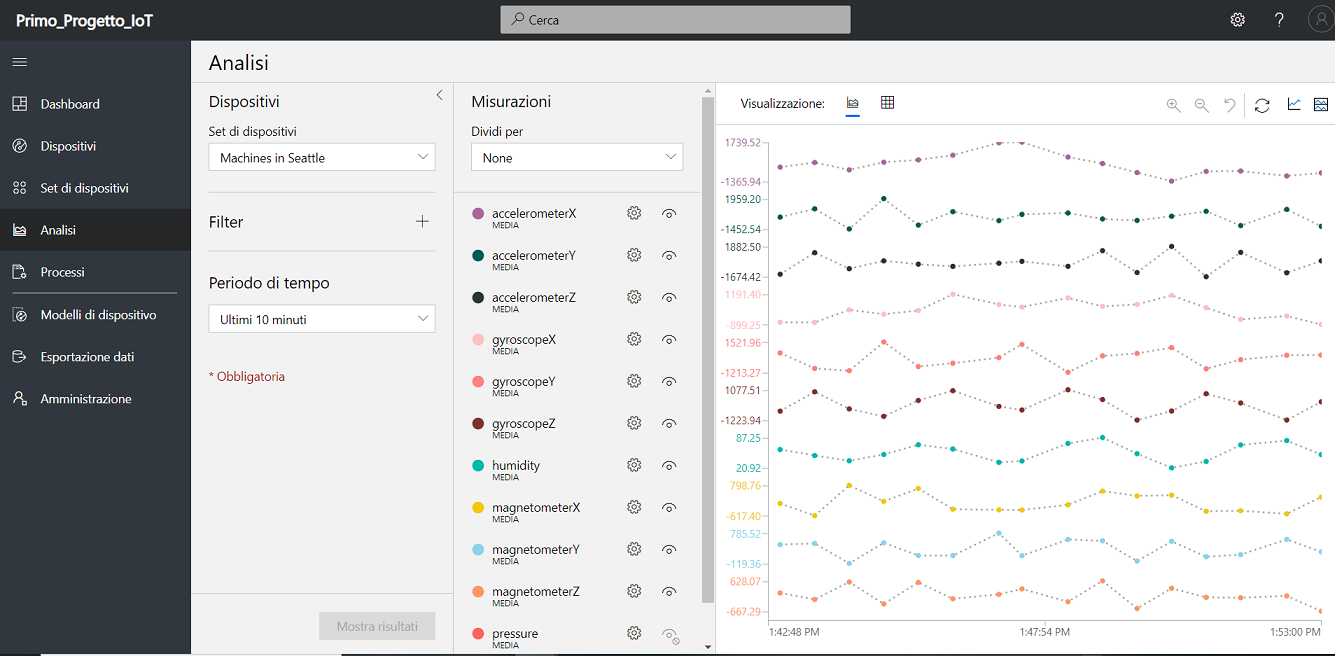 Primo_Progetto_IoT
Cerca
?
Dashboard
Dispositivi
Set di dispositivi
Analisi
Processi
Modelli di dispositivo
Esportazione dati
Amministrazione
Analisi
Dispositivi
Set di dispositivi
Machines in Seattle
Filter
Periodo di tempo
Ultimi 10 minuti
* Obbligatoria
Mostra risultati
Misurazioni
Dividi per
None
accelerometerX
MEDIA
accelerometerY
MEDIA
accelerometerZ
MEDIA
gyroscopeX
MEDIA
gyroscopeY
MEDIA
gyroscopeZ
MEDIA
humidity
MEDIA
magnetometerX
MEDIA
magnetometerY
MEDIA
magnetometerZ
MEDIA
pressure
MEDIA
Visualizzazione:
1739.52
-1365.94
1959.20
-1452.54
1882.50
-1674.42
1191.40
-899.25
1521.96
-1213.27
1077.51
-1223.94
87.25
20.92
798.76
-617.40
785.52
-119.36
628.07
-667.29
1:42:48 PM
1:47:54 PM
1:53:00 PM